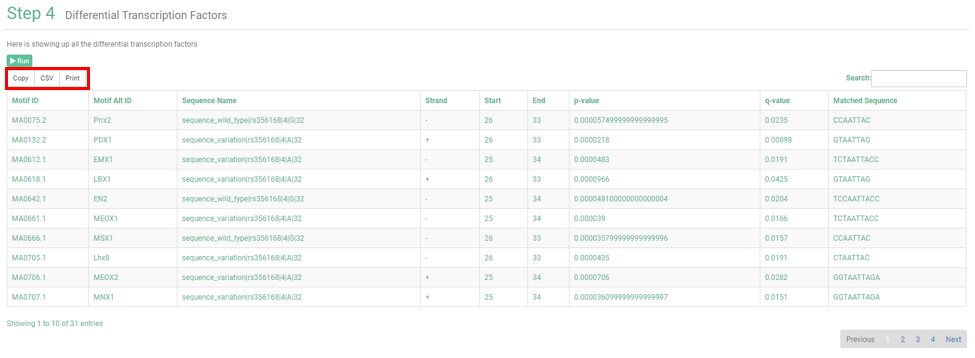 Step 4 Differential Transcription Factors
Here is showing up all the differential transcription factors
Run
Copy CSV Print Search:
Motif ID Motif Alt ID Sequence Name Strand Start End p-value q-value Matched Sequence
MA0075.2 Prrx2 sequence_wild_type|rs356168|4|G|32 - 26 33 0.0000574999999999999995 0.0235 CCAATTAC
MA0132.2 PDX1 sequence_variation|rs356168|4|A|32 + 26 33 0.0000218 0.00898 GTAATTAG
MA0612.1 EMX1 sequence_variation|rs356168|4|A|32 - 25 34 0.0000483 0.0191 TCTAATTACC
MA0618.1 LBX1 sequence_variation|rs356168|4|A|32 + 26 33 0.0000966 0.0425 GTAATTAG
MA0642.1 EN2 sequence_wild_type|rs356168|4|G|32 - 25 34 0.000048100000000000004 0.0204 TCCAATTACC
MA0661.1 MEOX1 sequence_variation|rs356168|4|A|32 - 25 34 0.000039 0.0166 TCTAATTACC
MA0666.1 MSX1 sequence_wild_type|rs356168|4|G|32 - 26 33 0.0000357999999999999996 0.0157 CCAATTAC
MA0705.1 Lhx8 sequence_variation|rs356168|4|A|32 - 26 33 0.0000435 0.0191 CTAATTAC
MA0706.1 MEOX2 sequence_variation|rs356168|4|A|32 + 25 34 0.0000706 0.0282 GGTAATTAGA
MA0707.1 MNX1 sequence_variation|rs356168|4|A|32 + 25 34 0.000036099999999999997 0.0151 GGTAATTAGA
Showing 1 to 10 of 31 entries
Previous 1 2 3 4 Next